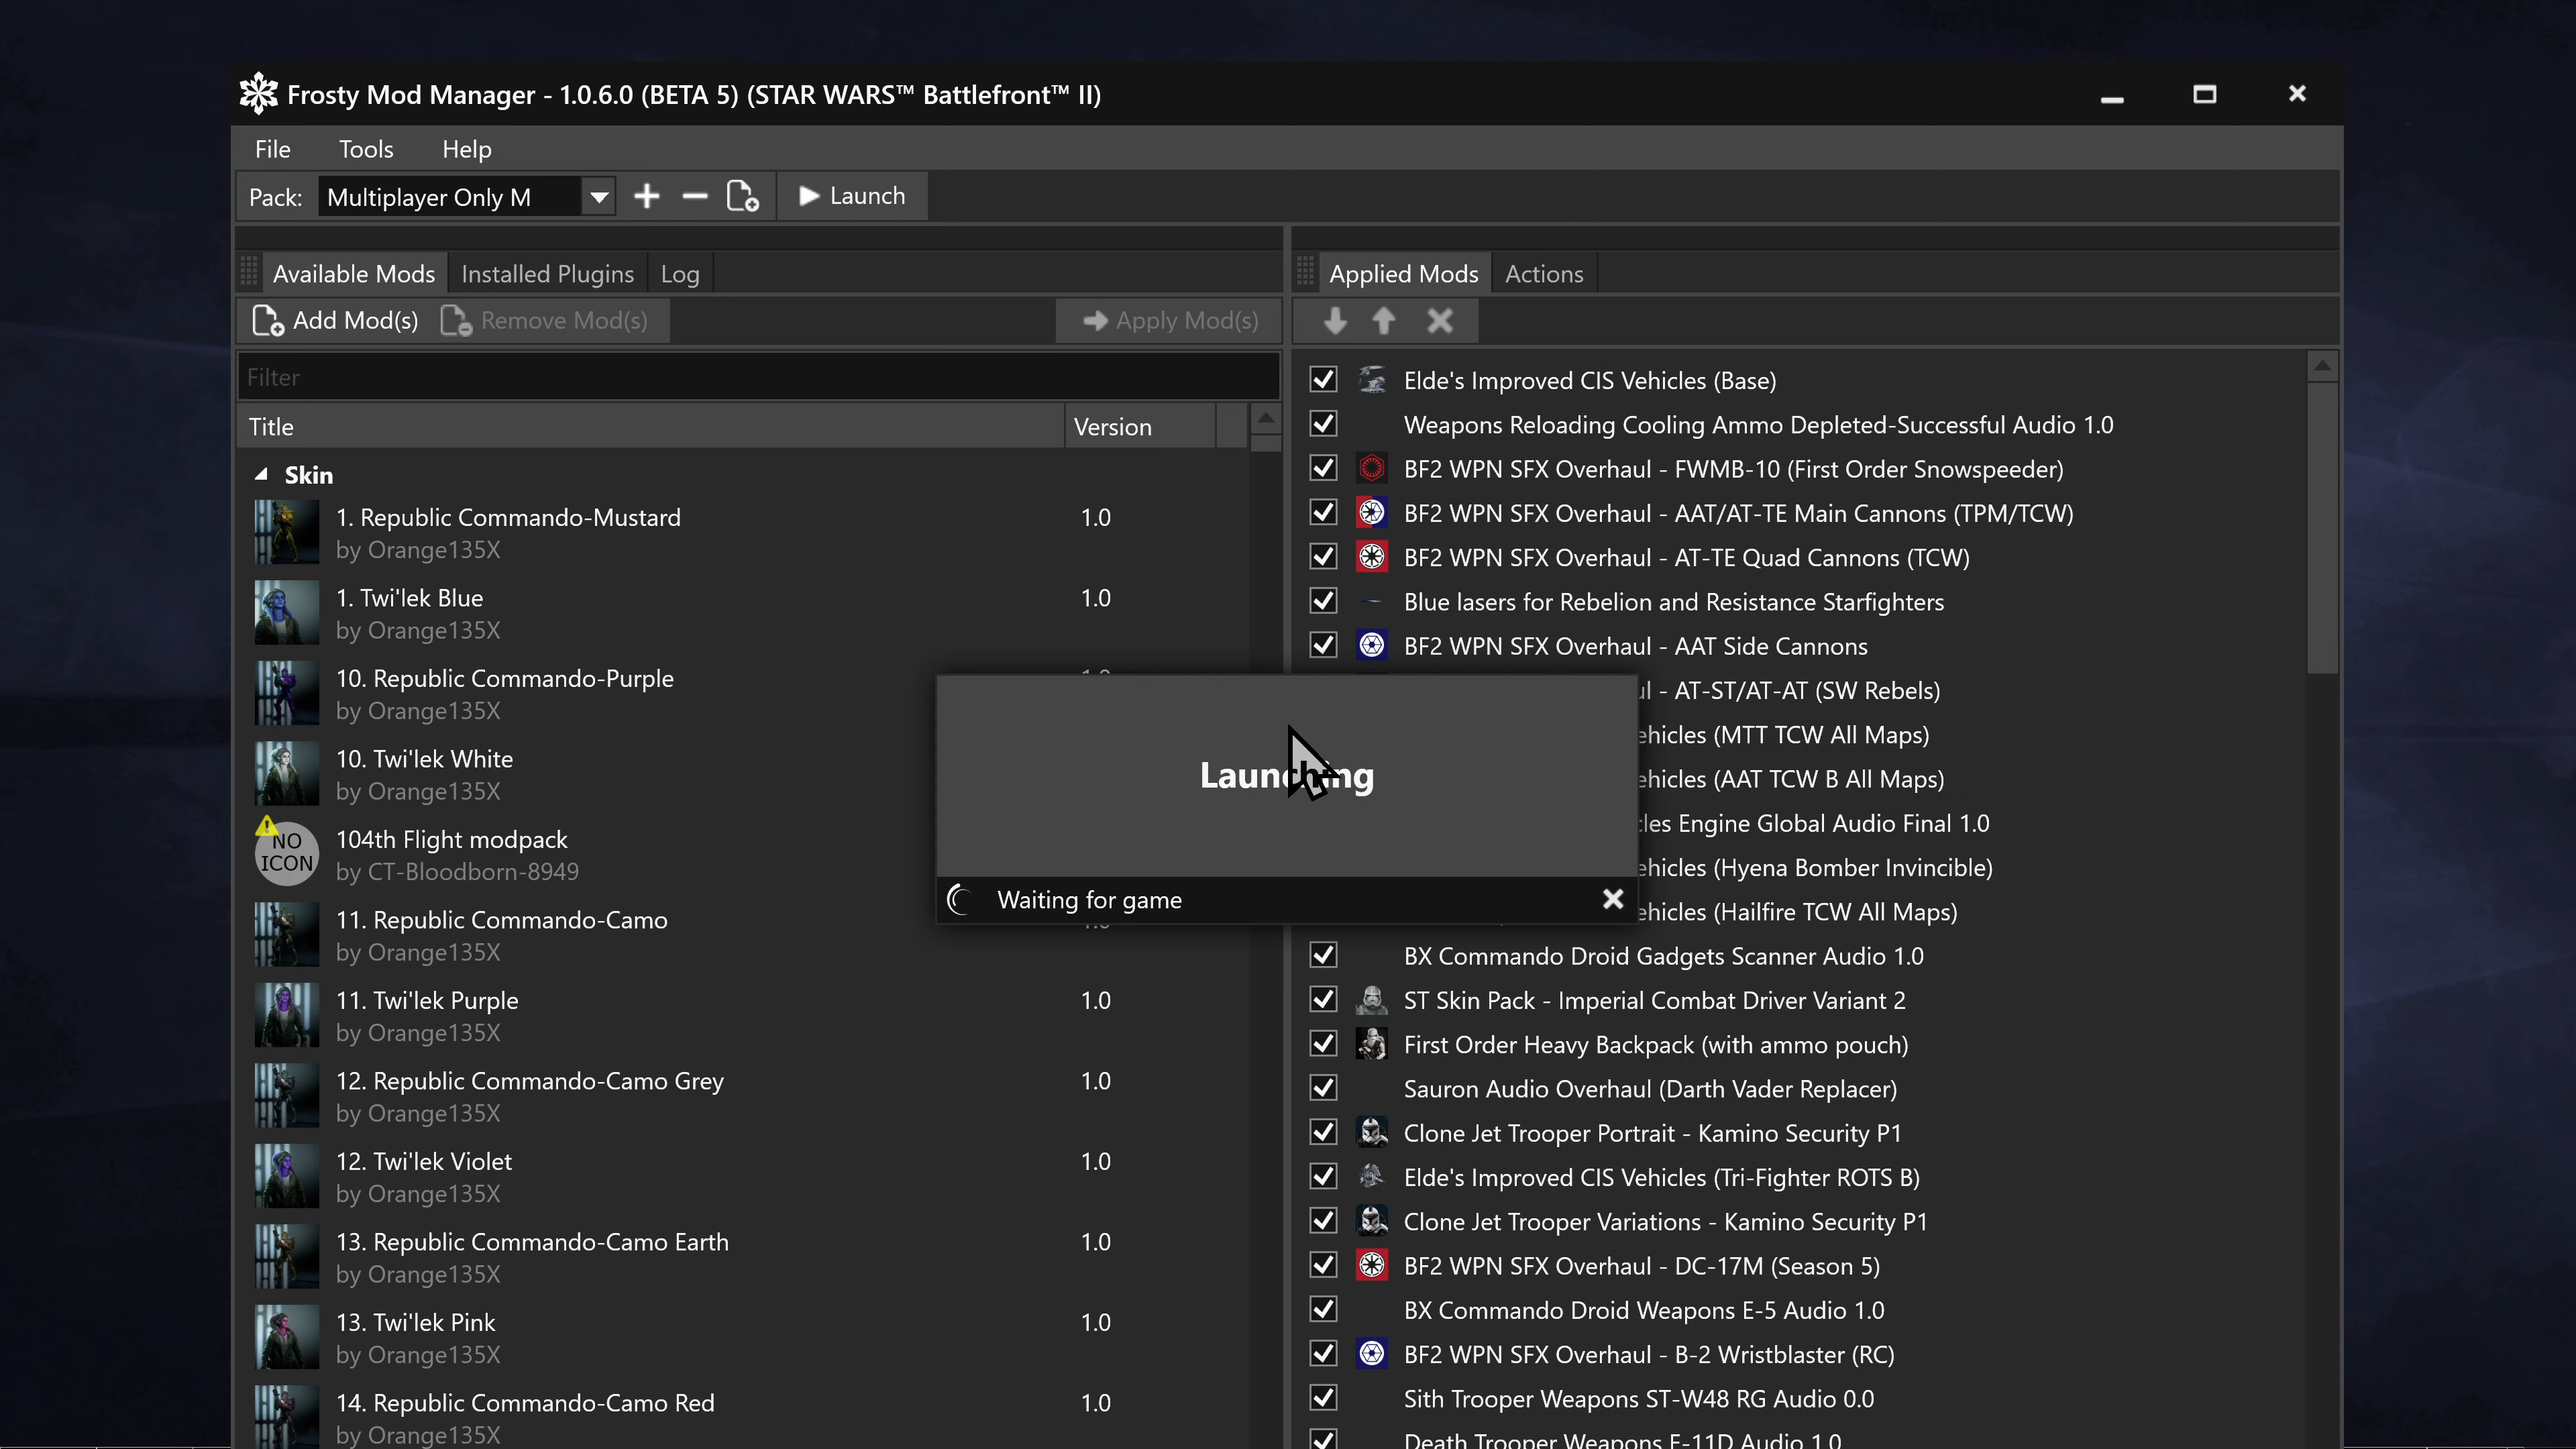 Frosty Mod Manager - 1.0.6.0 (BETA 5) (STAR WARS™ Battlefront™ II)
File Tools Help
Pack: Multiplayer Only M Launch
Available Mods Installed Plugins Log
Add Mod(s) Remove Mod(s) Apply Mod(s)
Filter
Title Version
Skin
1. Republic Commando-Mustard 1.0
by Orange135X
1. Twi'lek Blue 1.0
by Orange135X
10. Republic Commando-Purple
by Orange135X
10. Twi'lek White
by Orange135X
NO ICON
104th Flight modpack
by CT-Bloodborn-8949
11. Republic Commando-Camo
by Orange135X
11. Twi'lek Purple 1.0
by Orange135X
12. Republic Commando-Camo Grey 1.0
by Orange135X
12. Twi'lek Violet 1.0
by Orange135X
13. Republic Commando-Camo Earth 1.0
by Orange135X
13. Twi'lek Pink 1.0
by Orange135X
14. Republic Commando-Camo Red 1.0
by Orange135X
Launching
Waiting for game
Applied Mods Actions
Elde's Improved CIS Vehicles (Base)
Weapons Reloading Cooling Ammo Depleted-Successful Audio 1.0
BF2 WPN SFX Overhaul - FWMB-10 (First Order Snowspeeder)
BF2 WPN SFX Overhaul - AAT/AT-TE Main Cannons (TPM/TCW)
BF2 WPN SFX Overhaul - AT-TE Quad Cannons (TCW)
Blue lasers for Rebelion and Resistance Starfighters
BF2 WPN SFX Overhaul - AAT Side Cannons
- AT-ST/AT-AT (SW Rebels)
(MTT TCW All Maps)
(AAT TCW B All Maps)
Engine Global Audio Final 1.0
(Hyena Bomber Invincible)
(Hailfire TCW All Maps)
BX Commando Droid Gadgets Scanner Audio 1.0
ST Skin Pack - Imperial Combat Driver Variant 2
First Order Heavy Backpack (with ammo pouch)
Sauron Audio Overhaul (Darth Vader Replacer)
Clone Jet Trooper Portrait - Kamino Security P1
Elde's Improved CIS Vehicles (Tri-Fighter ROTS B)
Clone Jet Trooper Variations - Kamino Security P1
BF2 WPN SFX Overhaul - DC-17M (Season 5)
BX Commando Droid Weapons E-5 Audio 1.0
BF2 WPN SFX Overhaul - B-2 Wristblaster (RC)
Sith Trooper Weapons ST-W48 RG Audio 0.0
Death Trooper Weapons E-11D Audio 1.0